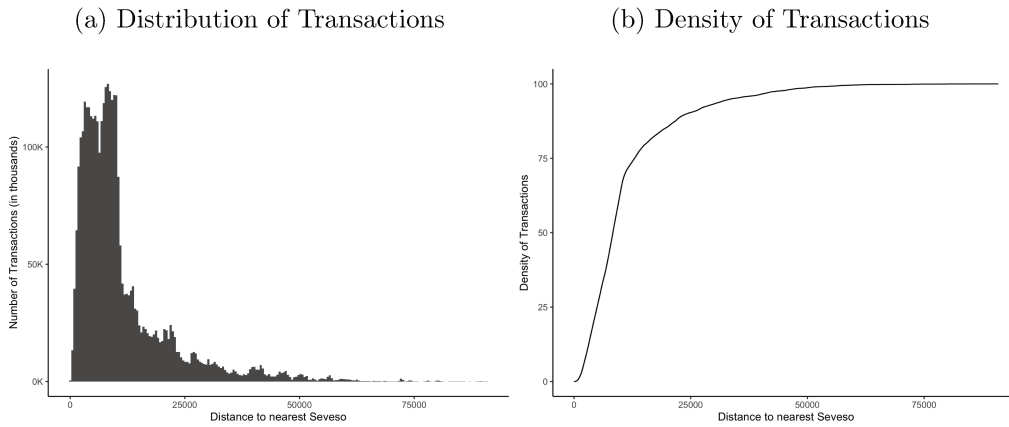 (a) Distribution of Transactions
Number of Transactions (in thousands)
100K
50K
0K
0
25000
50000
75000
Distance to nearest Seveso
(b) Density of Transactions
Density of Transactions
100
75
50
25
0
0
25000
50000
75000
Distance to nearest Seveso